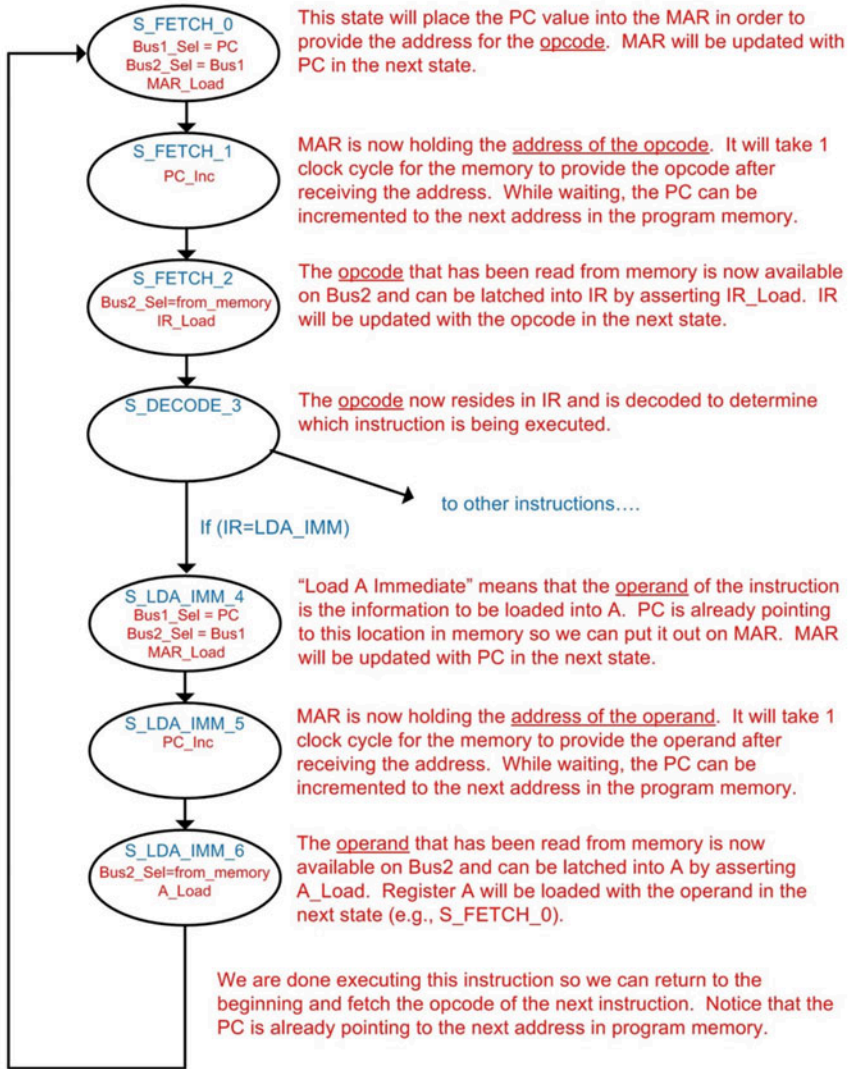 S_FETCH_0
Bus1_Sel = PC
Bus2_Sel = Bus1
MAR_Load
This state will place the PC value into the MAR in order to
provide the address for the opcode. MAR will be updated with
PC in the next state.
S_FETCH_1
PC_Inc
MAR is now holding the address of the opcode. It will take 1
clock cycle for the memory to provide the opcode after
receiving the address. While waiting, the PC can be
incremented to the next address in the program memory.
S_FETCH_2
Bus2_Sel=from_memory
IR_Load
The opcode that has been read from memory is now available
on Bus2 and can be latched into IR by asserting IR_Load. IR
will be updated with the opcode in the next state.
S_DECODE_3
The opcode now resides in IR and is decoded to determine
which instruction is being executed.
to other instructions....
If (IR=LDA_IMM)
S_LDA_IMM_4
Bus1_Sel = PC
Bus2_Sel = Bus1
MAR_Load
“Load A Immediate” means that the operand of the instruction
is the information to be loaded into A. PC is already pointing
to this location in memory so we can put it out on MAR. MAR
will be updated with PC in the next state.
S_LDA_IMM_5
PC_Inc
MAR is now holding the address of the operand. It will take 1
clock cycle for the memory to provide the operand after
receiving the address. While waiting, the PC can be
incremented to the next address in the program memory.
S_LDA_IMM_6
Bus2_Sel=from_memory
A_Load
The operand that has been read from memory is now
available on Bus2 and can be latched into A by asserting
A_Load. Register A will be loaded with the operand in the
next state (e.g., S_FETCH_0).
We are done executing this instruction so we can return to the
beginning and fetch the opcode of the next instruction. Notice that the
PC is already pointing to the next address in program memory.